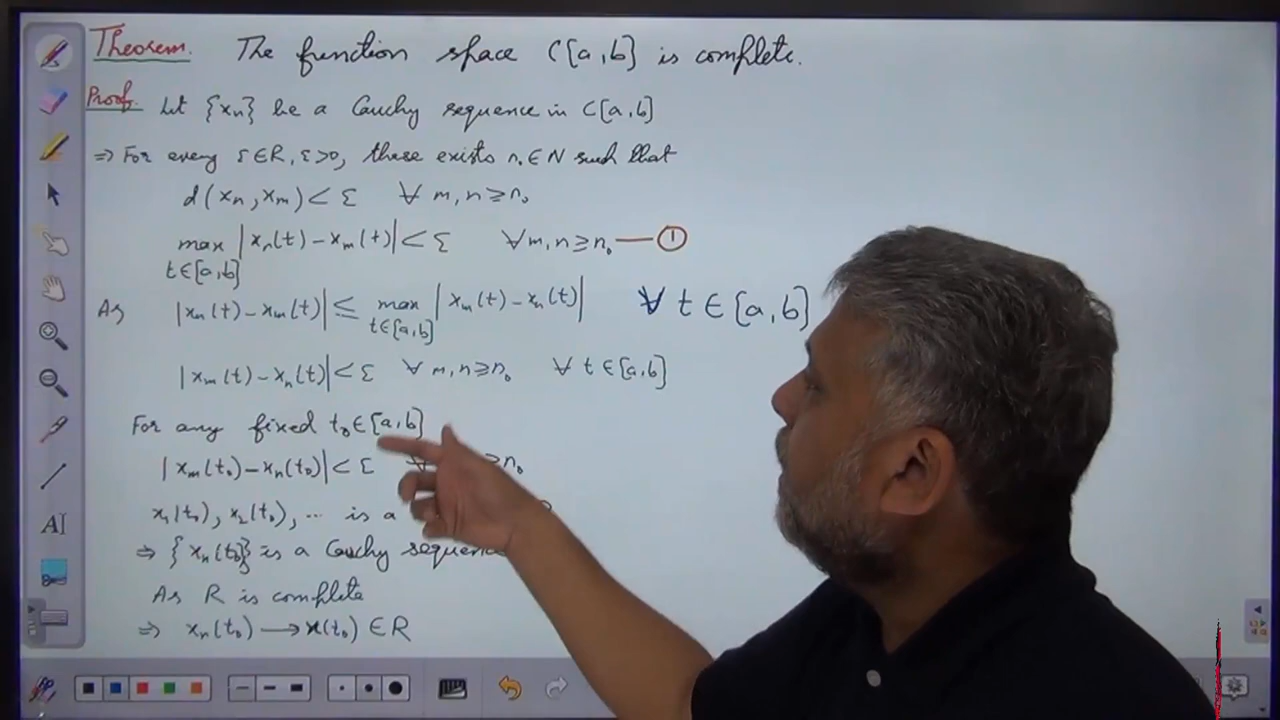 Theorem. The function space C[a,b] is complete.
Proof. Let {xn} be a Cauchy sequence in C[a,b]
⇒ For every ε∈R, ε>0, there exists n₀∈N such that
d(xn, xm) < ε ∀ m,n ≥ n₀
max |xn(t) − xm(t)| < ε ∀ m,n ≥ n₀ — ①
t∈[a,b]
As |xn(t) − xm(t)| ≤ max |xm(t) − xn(t)| ∀ t ∈ [a,b]
t∈[a,b]
|xm(t) − xn(t)| < ε ∀ m,n ≥ n₀ ∀ t ∈ [a,b]
For any fixed t₀∈[a,b]
|xm(t₀) − xn(t₀)| < ε ∀ ≥ n₀
x₁(t₀), x₂(t₀), ... is a
⇒ {xn(t₀)} is a Cauchy sequence
As R is complete
⇒ xn(t₀) → x(t₀) ∈ R
AI